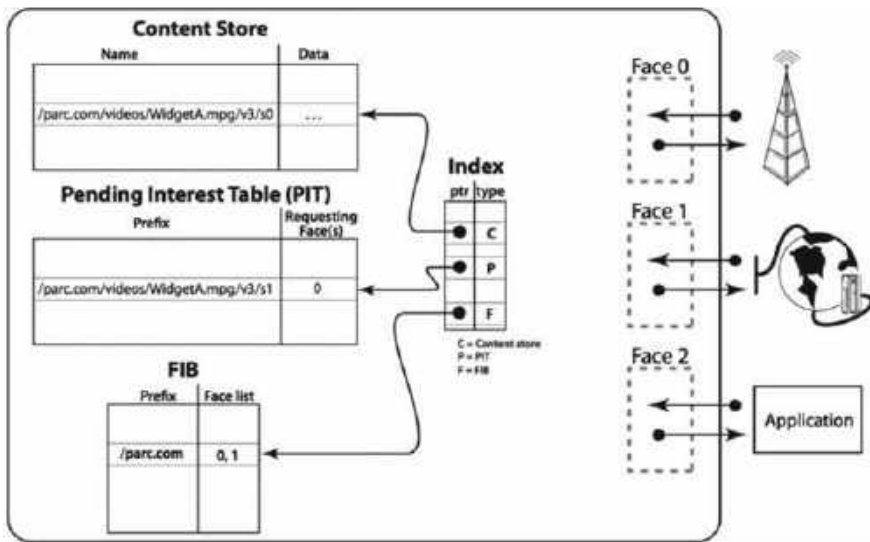 Content Store
Name Data
/parc.com/videos/WidgetA.mpg/v3/s0 ...
Pending Interest Table (PIT)
Prefix Requesting Face(s)
/parc.com/videos/WidgetA.mpg/v3/s1 0
FIB
Prefix Face list
/parc.com 0, 1
Index
ptr type
C
P
F
C = Content store
P = PIT
F = FIB
Face 0
Face 1
Face 2
Application